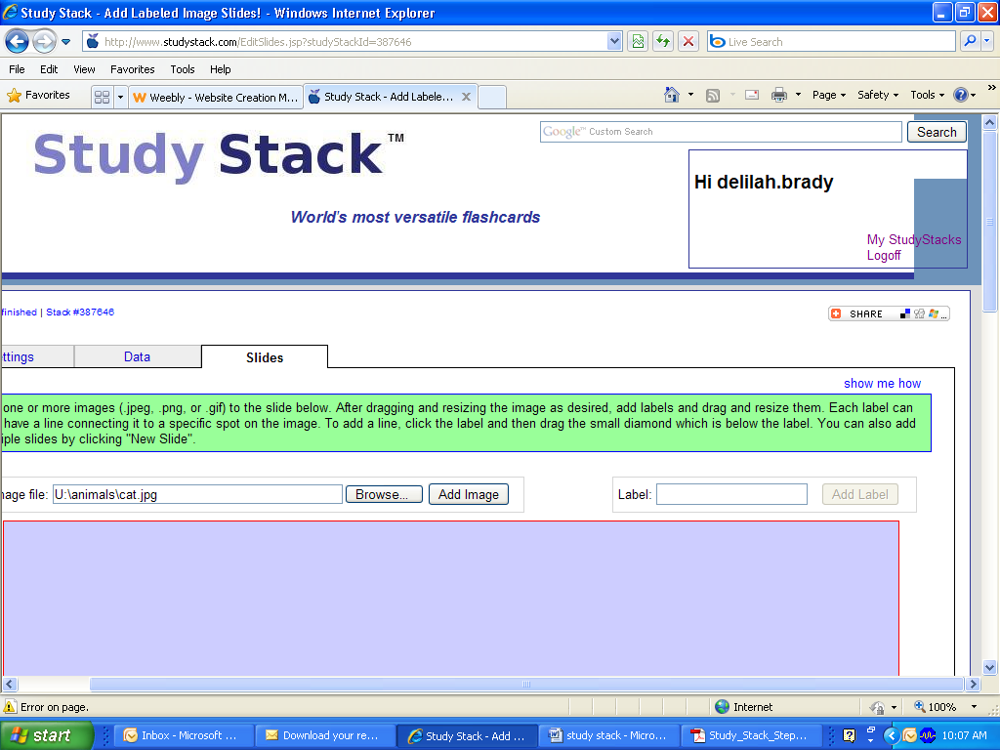 Study Stack - Add Labeled Image Slides! - Windows Internet Explorer
http://www.studystack.com/EditSlides.jsp?studyStackId=387646
Live Search
File Edit View Favorites Tools Help
Favorites
Weebly - Website Creation M...
Study Stack - Add Labele...
Page Safety Tools
Study Stack™
Google™ Custom Search
Search
Hi delilah.brady
World's most versatile flashcards
My StudyStacks
Logoff
finished | Stack #387646
SHARE
ttings
Data
Slides
show me how
one or more images (.jpeg, .png, or .gif) to the slide below. After dragging and resizing the image as desired, add labels and drag and resize them. Each label can
have a line connecting it to a specific spot on the image. To add a line, click the label and then drag the small diamond which is below the label. You can also add
iple slides by clicking "New Slide".
nage file: U:\animals\cat.jpg Browse... Add Image
Label: Add Label
Error on page.
Internet
100%
start
Inbox - Microsoft ...
Download your re...
Study Stack - Add ...
study stack - Micro...
Study_Stack_Step...
10:07 AM